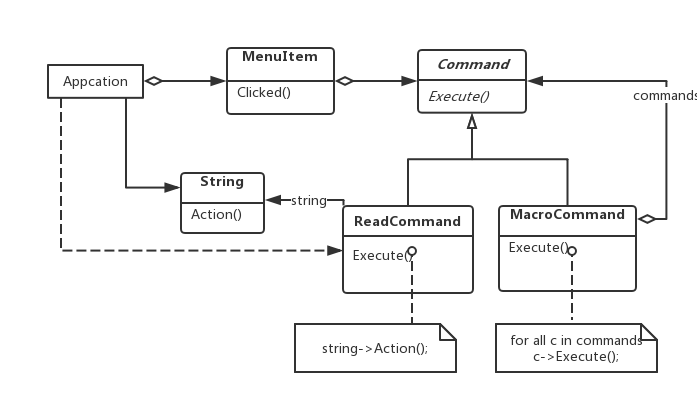 MenuItem
Command
Appcation
Clicked()
Execute()
commands
String
string
Action()
ReadCommand
MacroCommand
Execute()
Execute()
string->Action();
for all c in commands
c->Execute();